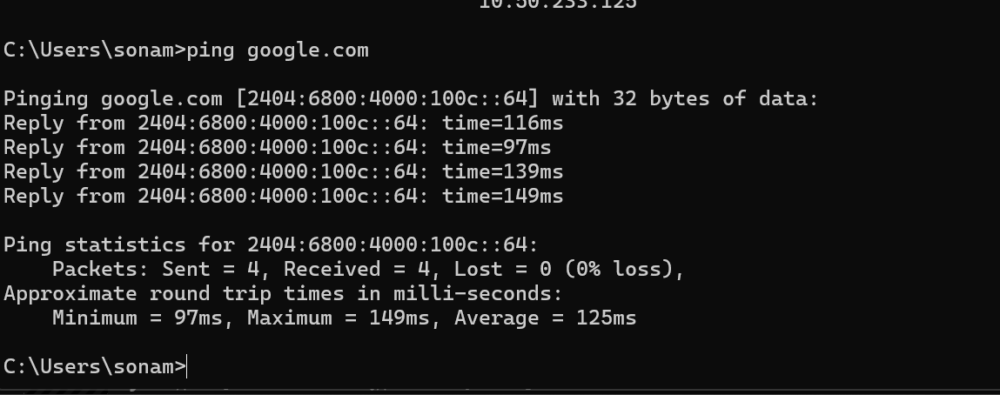 10.50.233.125
C:\Users\sonam>ping google.com
Pinging google.com [2404:6800:4000:100c::64] with 32 bytes of data:
Reply from 2404:6800:4000:100c::64: time=116ms
Reply from 2404:6800:4000:100c::64: time=97ms
Reply from 2404:6800:4000:100c::64: time=139ms
Reply from 2404:6800:4000:100c::64: time=149ms
Ping statistics for 2404:6800:4000:100c::64:
    Packets: Sent = 4, Received = 4, Lost = 0 (0% loss),
Approximate round trip times in milli-seconds:
    Minimum = 97ms, Maximum = 149ms, Average = 125ms
C:\Users\sonam>